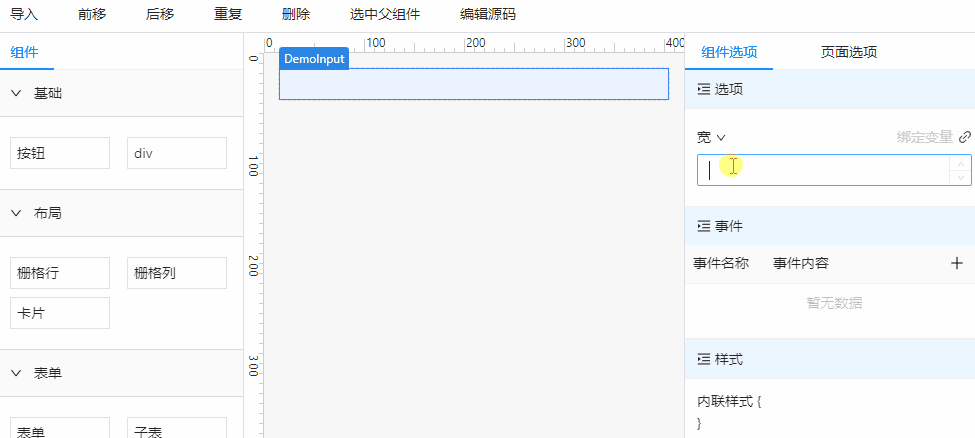 导入 前移 后移 重复 删除 选中父组件 编辑源码
组件
基础
按钮 div
布局
栅格行 栅格列
卡片
表单
表单 子表
0 100 200 300 400
0
100
200
300
DemoInput
组件选项 页面选项
选项
宽 绑定变量
事件
事件名称 事件内容
暂无数据
样式
内联样式 {
}